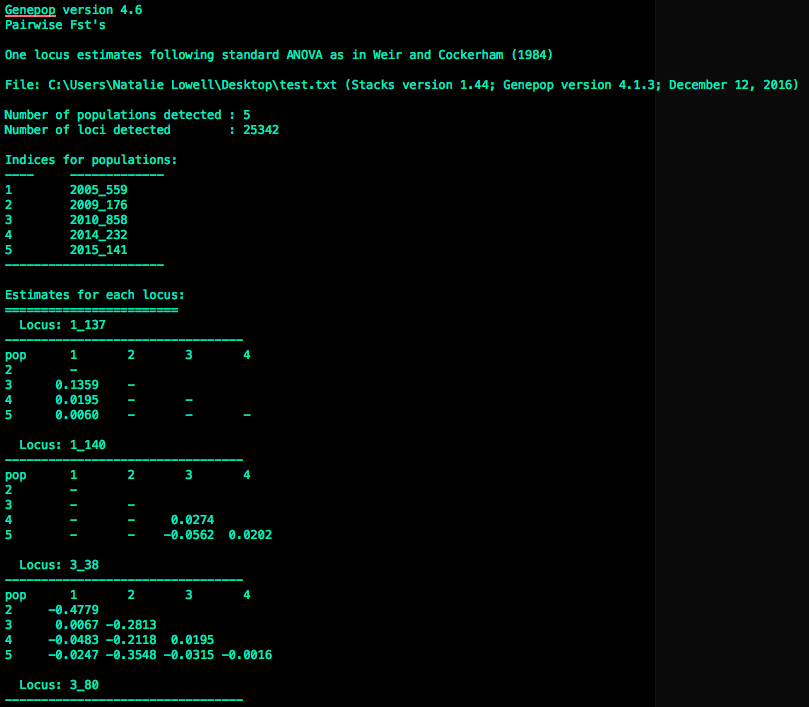 Genepop version 4.6
Pairwise Fst's
One locus estimates following standard ANOVA as in Weir and Cockerham (1984)
File: C:\Users\Natalie Lowell\Desktop\test.txt (Stacks version 1.44; Genepop version 4.1.3; December 12, 2016)
Number of populations detected : 5
Number of loci detected        : 25342
Indices for populations:
----     -------------
1        2005_559
2        2009_176
3        2010_858
4        2014_232
5        2015_141
----------------------
Estimates for each locus:
========================
  Locus: 1_137
---------------------------------
pop      1       2       3       4
2        -
3      0.1359    -
4      0.0195    -       -
5      0.0060    -       -       -
  Locus: 1_140
---------------------------------
pop      1       2       3       4
2        -
3        -       -
4        -       -     0.0274
5        -       -    -0.0562  0.0202
  Locus: 3_38
---------------------------------
pop      1       2       3       4
2     -0.4779
3      0.0067 -0.2813
4     -0.0483 -0.2118  0.0195
5     -0.0247 -0.3548 -0.0315 -0.0016
  Locus: 3_80
---------------------------------